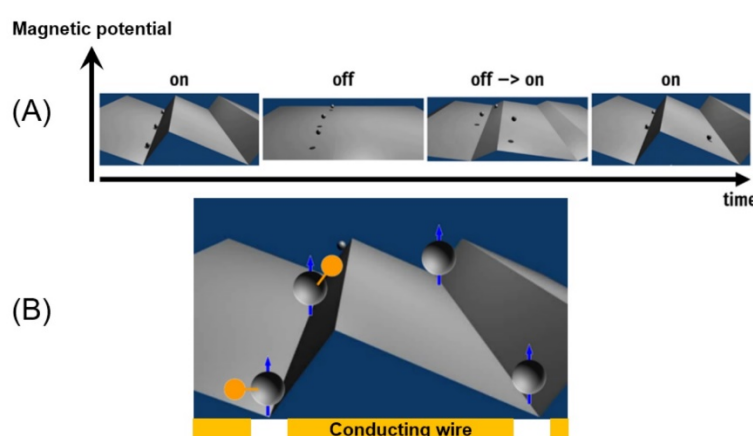 Magnetic potential
on off off –> on on
(A)
time
(B)
Conducting wire